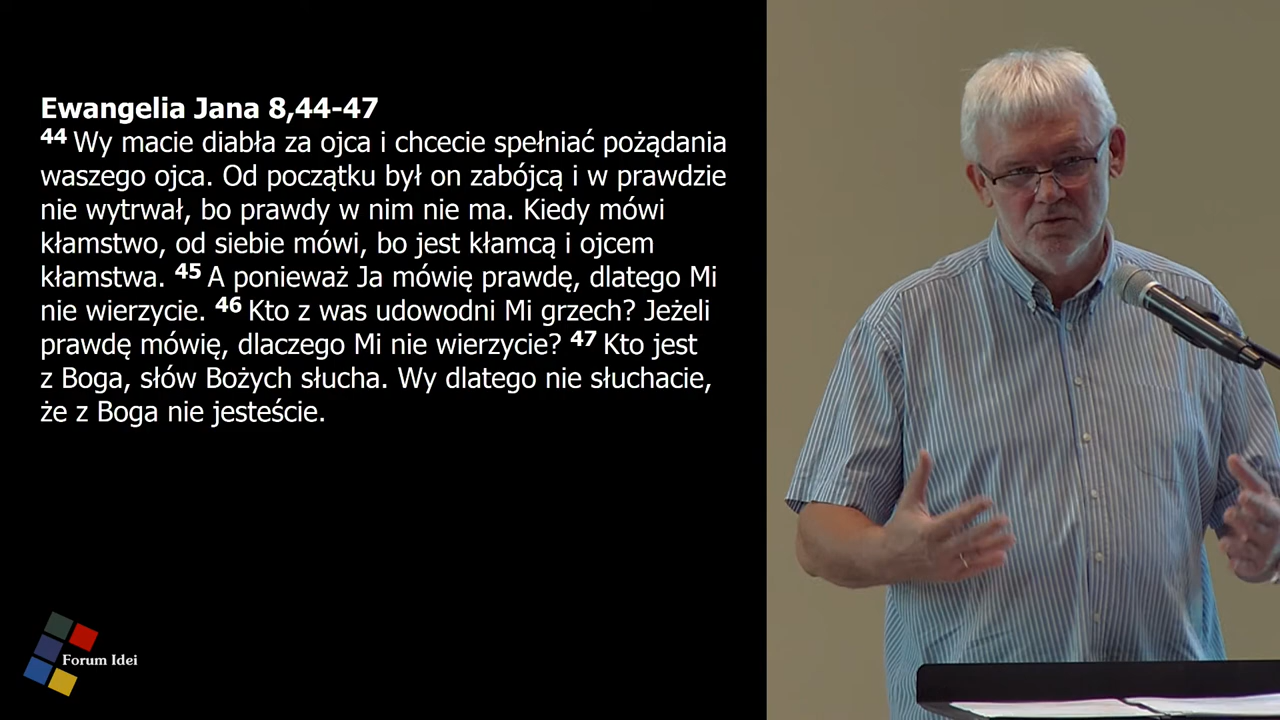 Ewangelia Jana 8,44-47
44 Wy macie diabła za ojca i chcecie spełniać pożądania
waszego ojca. Od początku był on zabójcą i w prawdzie
nie wytrwał, bo prawdy w nim nie ma. Kiedy mówi
kłamstwo, od siebie mówi, bo jest kłamcą i ojcem
kłamstwa. 45 A ponieważ Ja mówię prawdę, dlatego Mi
nie wierzycie. 46 Kto z was udowodni Mi grzech? Jeżeli
prawdę mówię, dlaczego Mi nie wierzycie? 47 Kto jest
z Boga, słów Bożych słucha. Wy dlatego nie słuchacie,
że z Boga nie jesteście.
Forum Idei